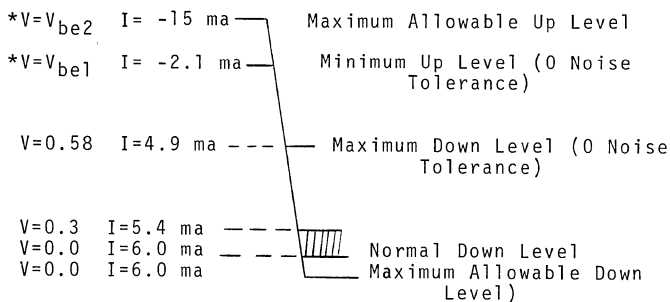 *V=Vbe2 I= -15 ma Maximum Allowable Up Level
*V=Vbe1 I= -2.1 ma Minimum Up Level (0 Noise
Tolerance)
V=0.58 I=4.9 ma Maximum Down Level (0 Noise
Tolerance)
V=0.3 I=5.4 ma
V=0.0 I=6.0 ma Normal Down Level
V=0.0 I=6.0 ma Maximum Allowable Down
Level)